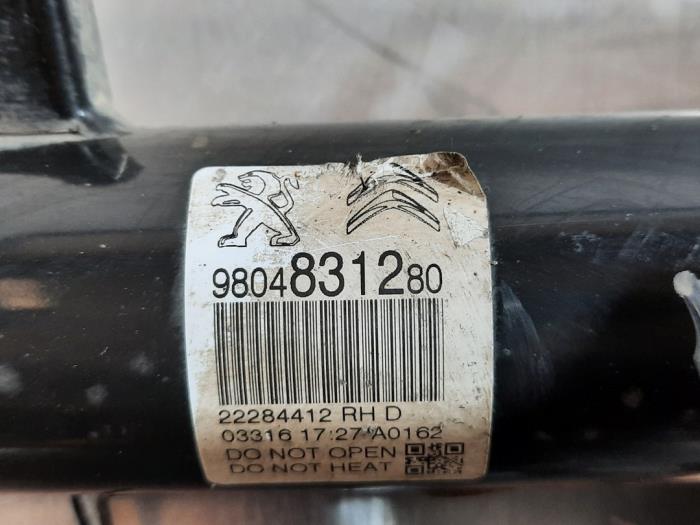 9804831280
22284412 RH D
03316 17:27 A0162
DO NOT OPEN
DO NOT HEAT